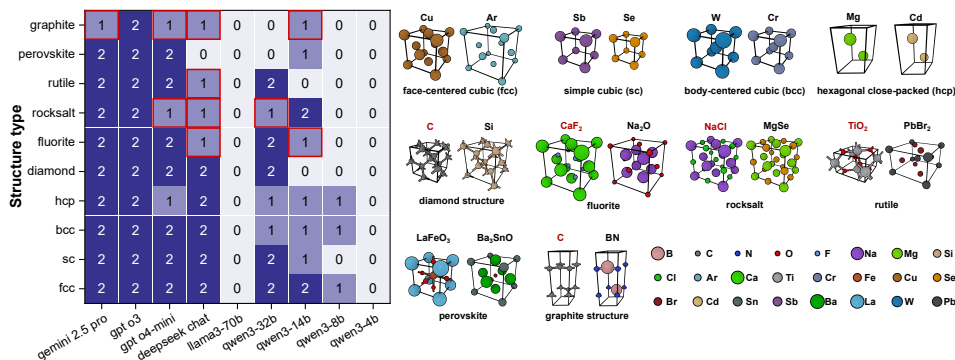 Structure type
graphite 1 2 1 1 0 0 1 0 0
perovskite 2 2 2 0 0 0 1 0 0
rutile 2 2 2 1 0 2 0 0 0
rocksalt 2 2 1 1 0 1 2 0 0
fluorite 2 2 2 1 0 2 1 0 0
diamond 2 2 2 2 0 2 0 0 0
hcp 2 2 1 2 0 1 1 1 0
bcc 2 2 2 2 0 1 1 1 0
sc 2 2 2 2 0 2 1 0 0
fcc 2 2 2 2 0 2 2 1 0
gemini 2.5 pro
gpt o3
gpt o4-mini
deepseek chat
llama3-70b
qwen3-32b
qwen3-14b
qwen3-8b
qwen3-4b
Cu Ar
face-centered cubic (fcc)
Sb Se
simple cubic (sc)
W Cr
body-centered cubic (bcc)
Mg Cd
hexagonal close-packed (hcp)
C Si
diamond structure
CaF2 Na2O
fluorite
NaCl MgSe
rocksalt
TiO2 PbBr2
rutile
LaFeO3 Ba3SnO
perovskite
C BN
graphite structure
B C N O F Na Mg Si
Cl Ar Ca Ti Cr Fe Cu Se
Br Cd Sn Sb Ba La W Pb